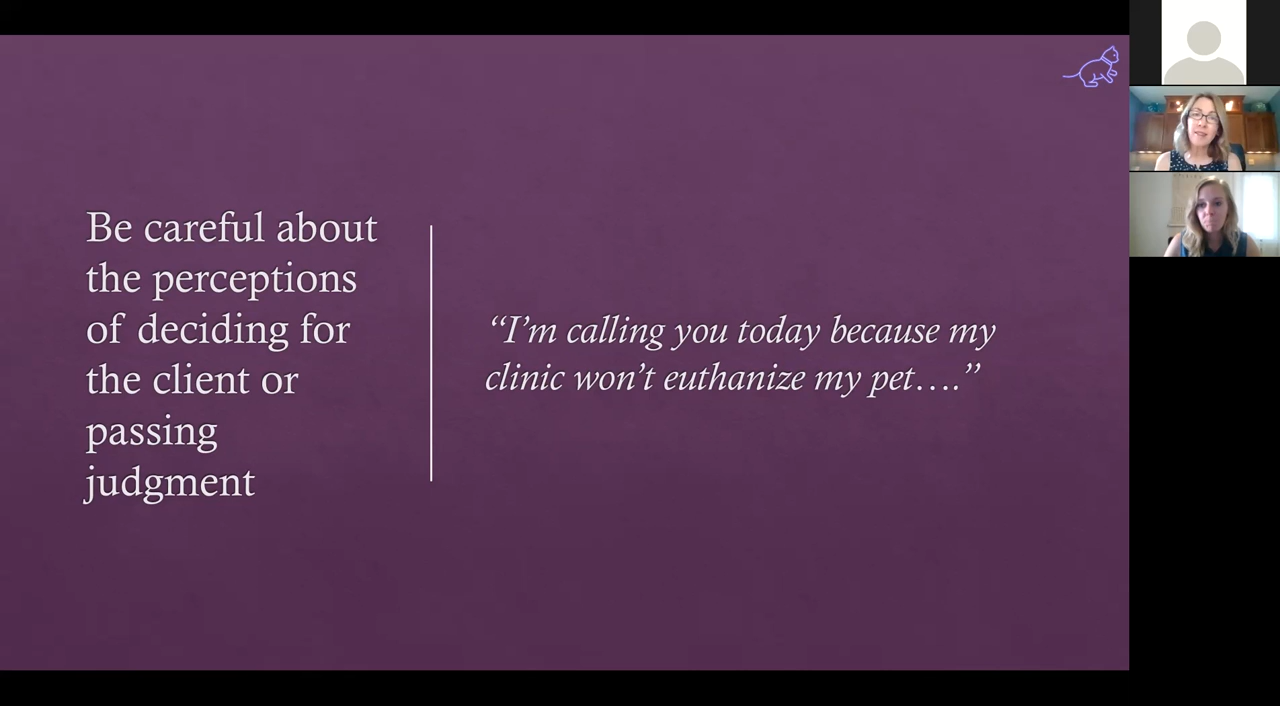 Be careful about
the perceptions
of deciding for
the client or
passing
judgment
“I’m calling you today because my
clinic won’t euthanize my pet….”